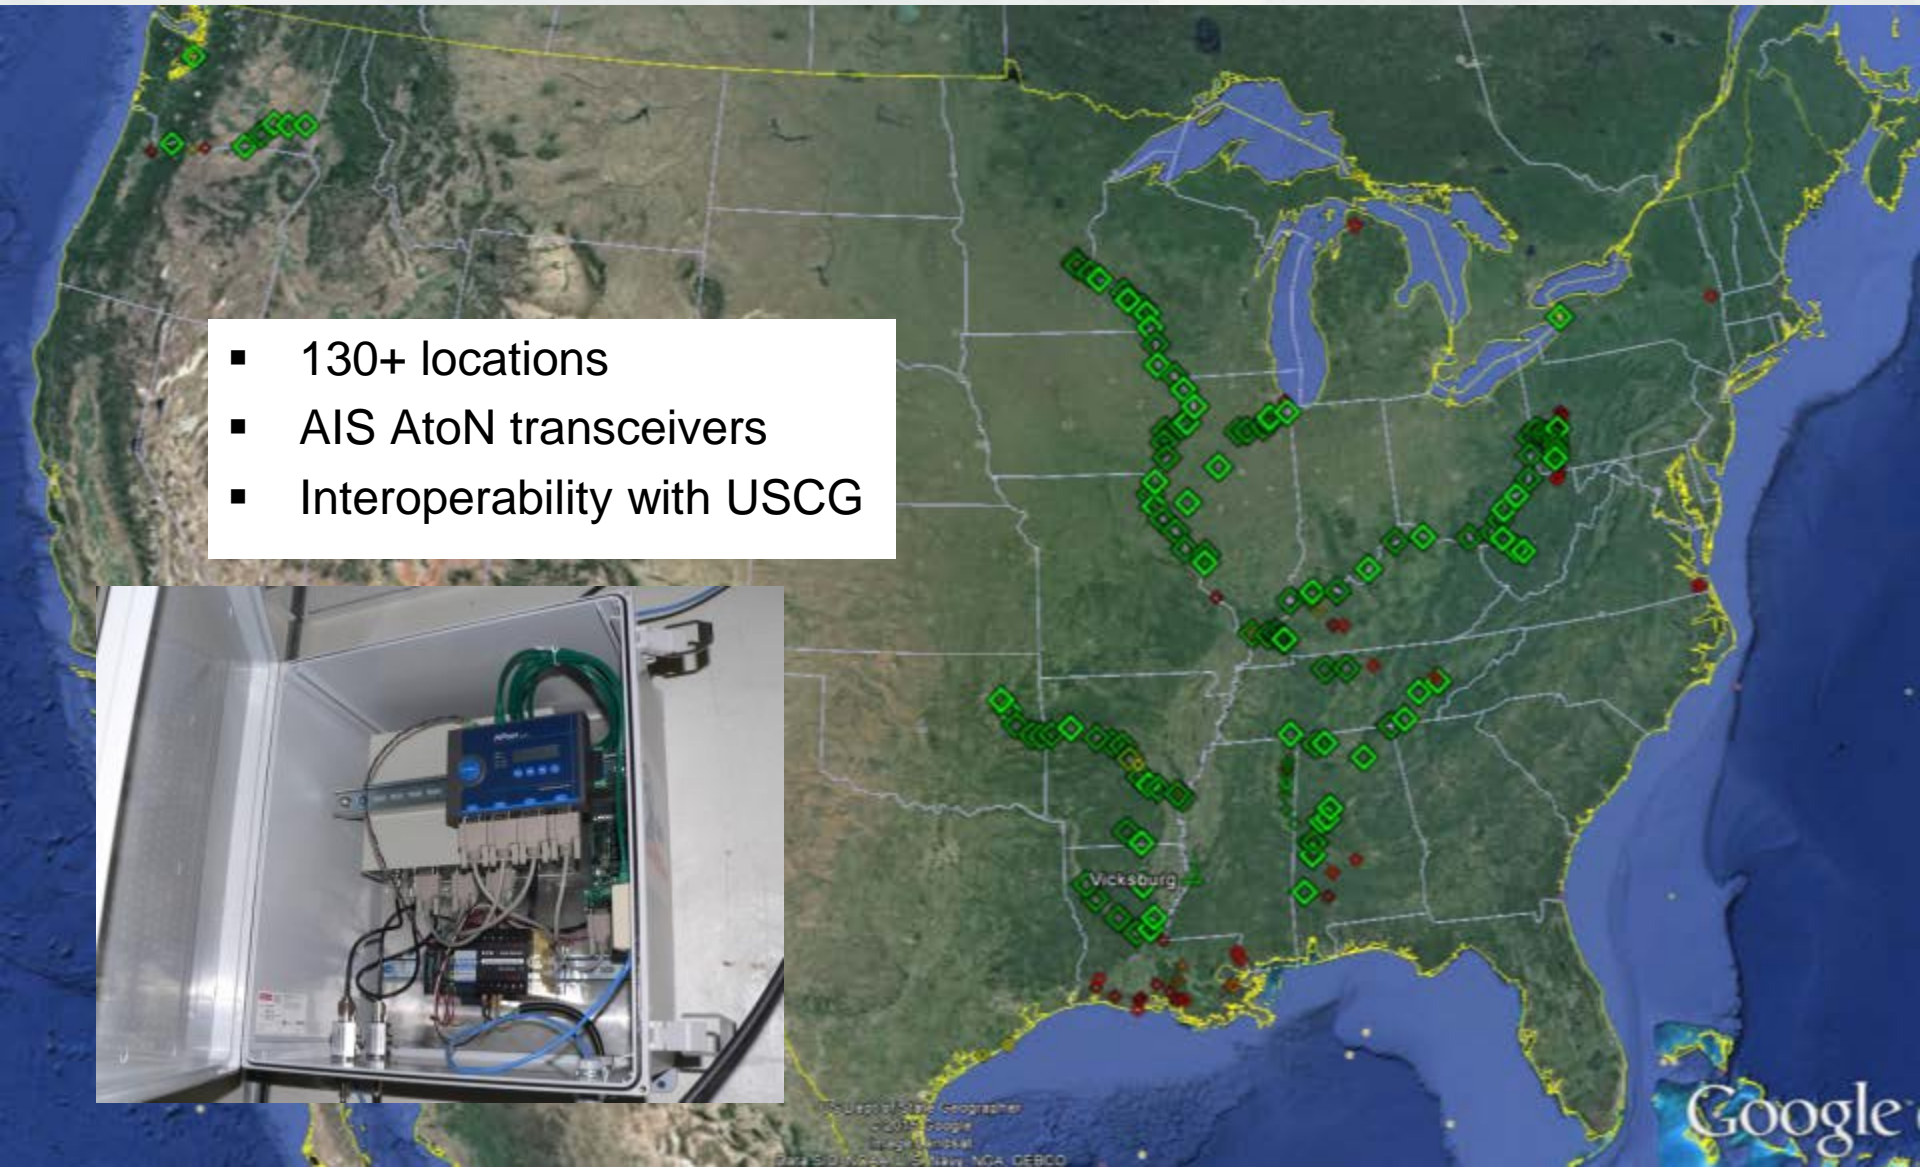 ▪ 130+ locations
▪ AIS AtoN transceivers
▪ Interoperability with USCG
Vicksburg
Google